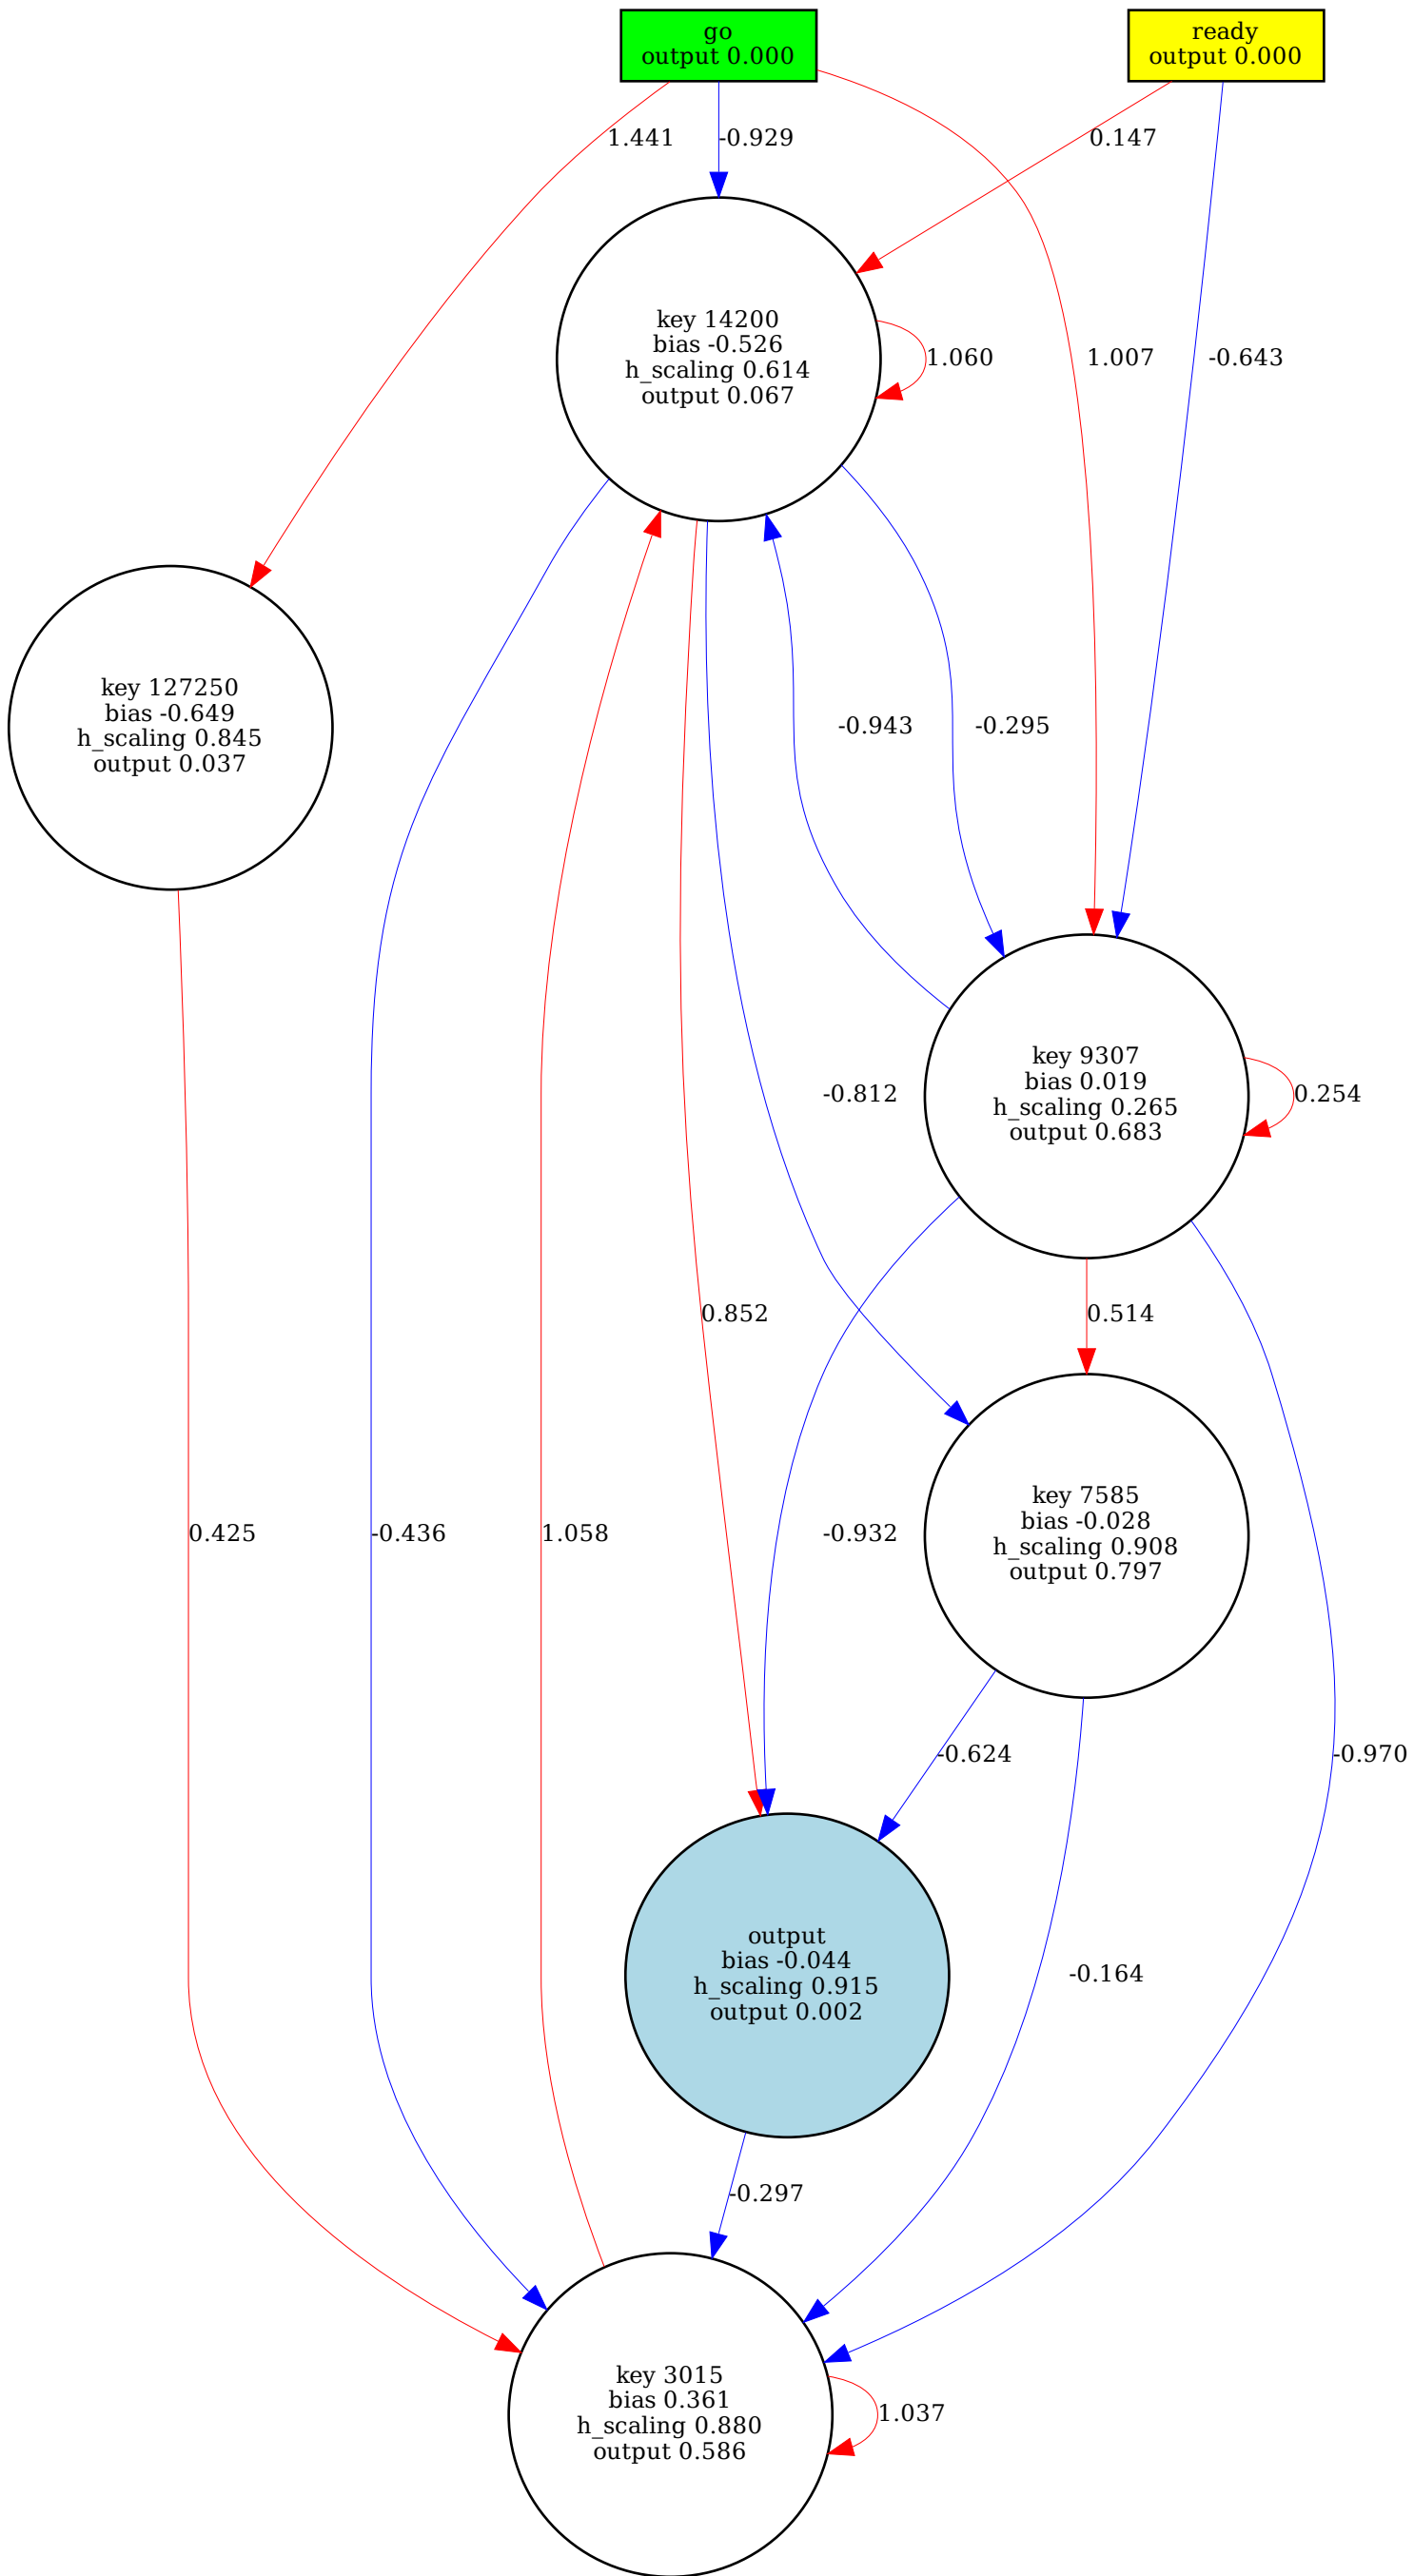 go
output 0.000
ready
output 0.000
1.441
-0.929
0.147
key 14200
bias -0.526
h_scaling 0.614
output 0.067
1.060
1.007
-0.643
key 127250
bias -0.649
h_scaling 0.845
output 0.037
-0.943
-0.295
key 9307
bias 0.019
h_scaling 0.265
output 0.683
-0.812
0.254
0.852
0.514
key 7585
bias -0.028
h_scaling 0.908
output 0.797
0.425
-0.436
1.058
-0.932
-0.624
-0.970
output
bias -0.044
h_scaling 0.915
output 0.002
-0.164
-0.297
key 3015
bias 0.361
h_scaling 0.880
output 0.586
1.037